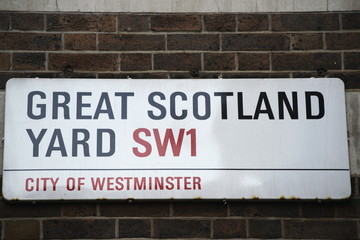 GREAT SCOTLAND
YARD SW1
CITY OF WESTMINSTER